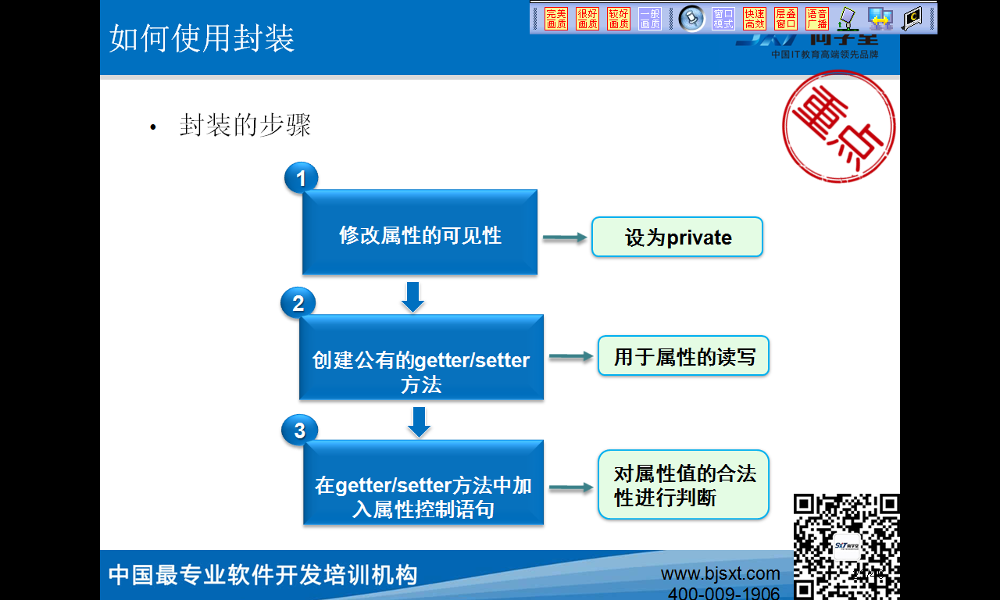 完美
画质
很好
画质
较好
画质
一般
画质
窗口
模式
快速
高效
层叠
窗口
语音
广播
如何使用封装
中国IT教育高端领先品牌
重点
• 封装的步骤
1
修改属性的可见性
设为private
2
创建公有的getter/setter
方法
用于属性的读写
3
在getter/setter方法中加
入属性控制语句
对属性值的合法
性进行判断
SXT
中国最专业软件开发培训机构
www.bjsxt.com
400-009-1906